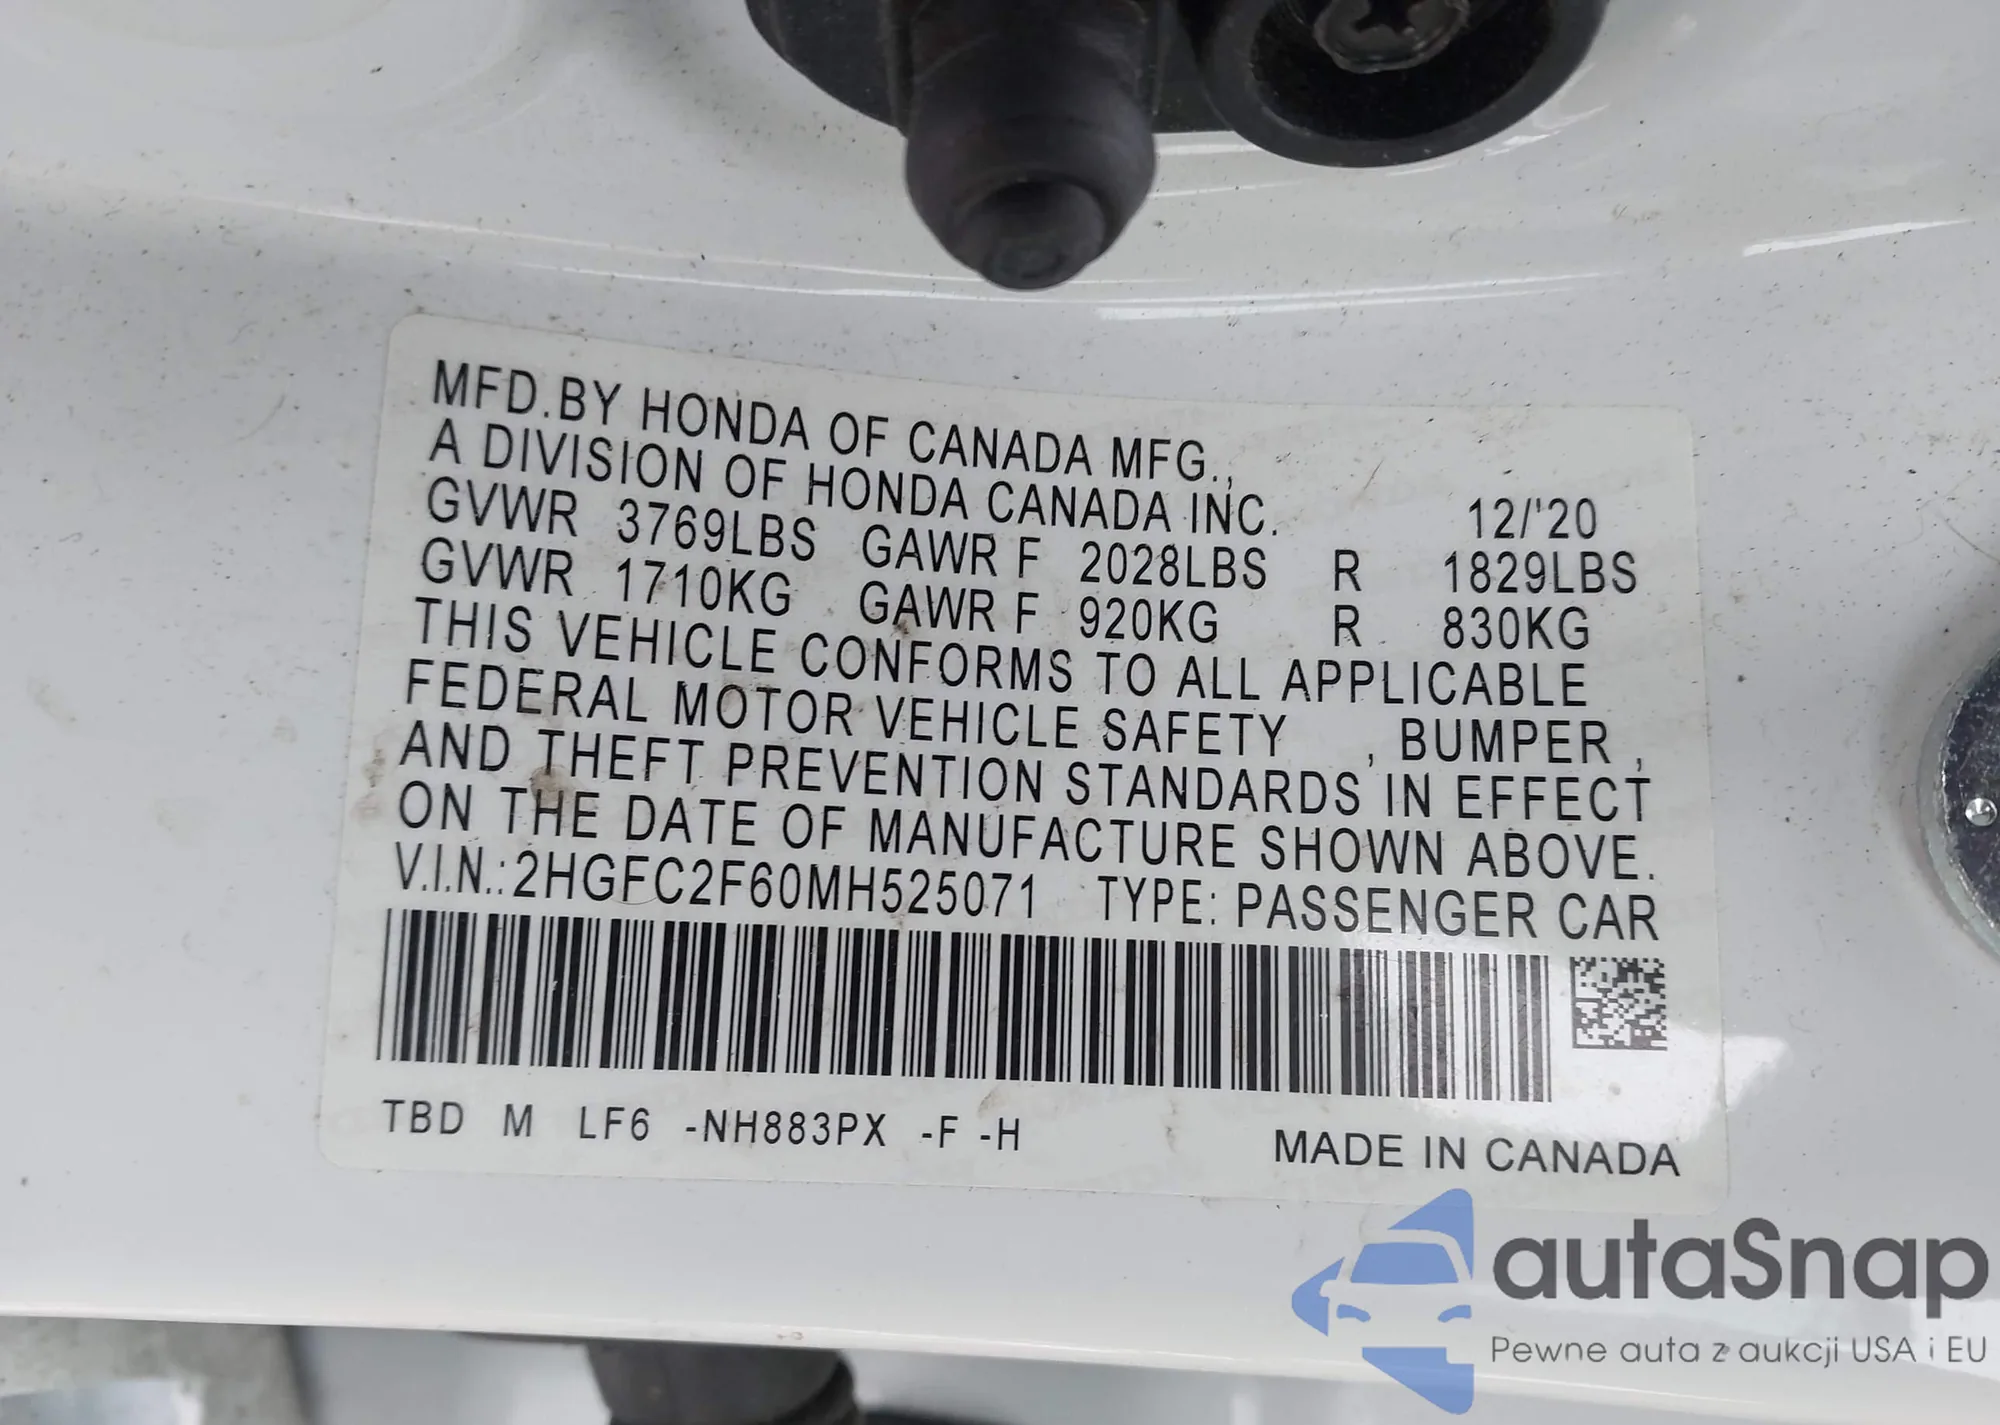 MFD.BY HONDA OF CANADA MFG.,
A DIVISION OF HONDA CANADA INC. 12/'20
GVWR 3769LBS GAWR F 2028LBS R 1829LBS
GVWR 1710KG GAWR F 920KG R 830KG
THIS VEHICLE CONFORMS TO ALL APPLICABLE
FEDERAL MOTOR VEHICLE SAFETY , BUMPER ,
AND THEFT PREVENTION STANDARDS IN EFFECT
ON THE DATE OF MANUFACTURE SHOWN ABOVE.
V.I.N.: 2HGFC2F60MH525071 TYPE: PASSENGER CAR
TBD M LF6 -NH883PX -F -H
MADE IN CANADA
autoSnap
Pewne auta z aukcji USA i EU